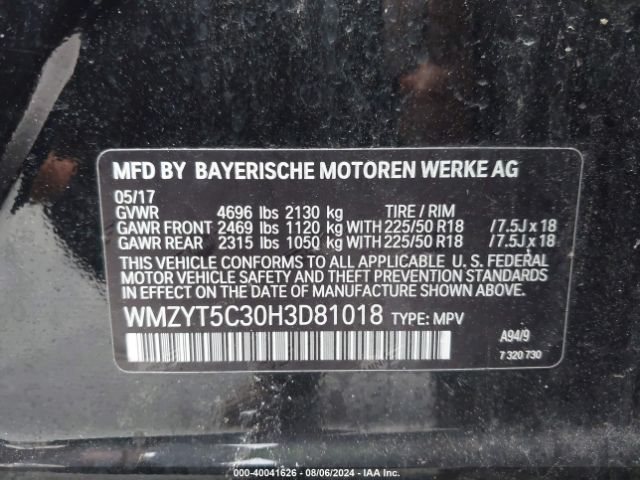 MFD BY BAYERISCHE MOTOREN WERKE AG
05/17
GVWR 4696 lbs 2130 kg TIRE / RIM
GAWR FRONT 2469 lbs 1120 kg WITH 225/50 R18 / 7.5J x 18
GAWR REAR 2315 lbs 1050 kg WITH 225/50 R18 / 7.5J x 18
THIS VEHICLE CONFORMS TO ALL APPLICABLE U. S. FEDERAL
MOTOR VEHICLE SAFETY AND THEFT PREVENTION STANDARDS
IN EFFECT ON THE DATE OF MANUFACTURE SHOWN ABOVE.
WMZYT5C30H3D81018 TYPE: MPV
A94/9
7 320 730
000-40041626 - 08/06/2024 - IAA Inc.